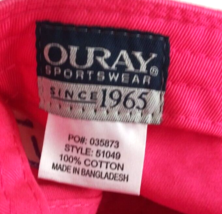 OURAY®
SPORTSWEAR
SINCE 1965
PO#: 035873
STYLE: 51049
100% COTTON
MADE IN BANGLADESH